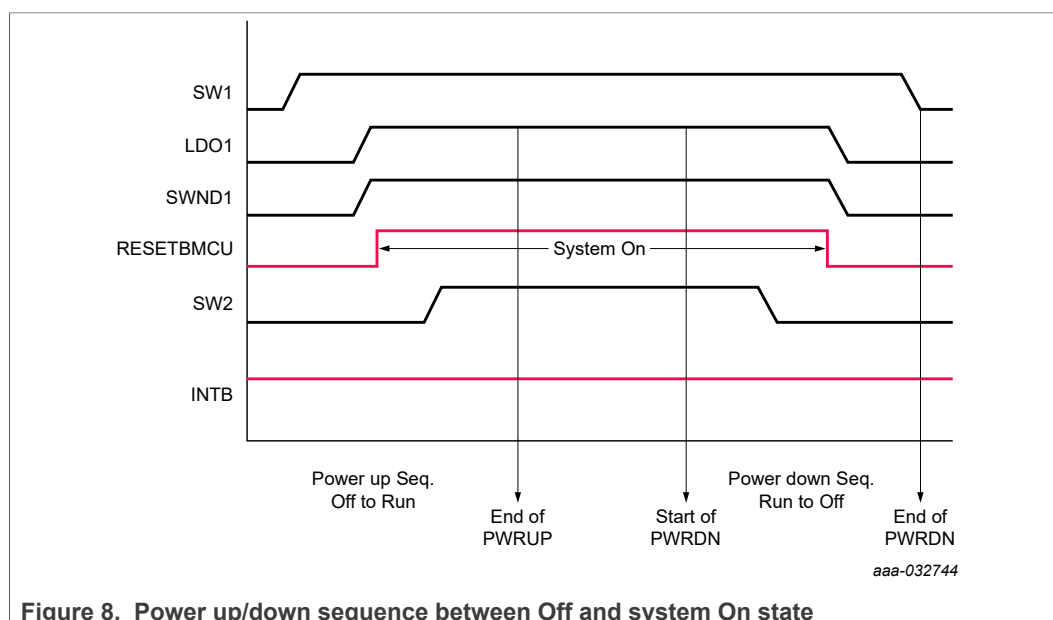 SW1
LDO1
SWND1
RESETBMCU
System On
SW2
INTB
Power up Seq.
Off to Run
End of
PWRUP
Start of
PWRDN
Power down Seq.
Run to Off
End of
PWRDN
aaa-032744
Figure 8. Power up/down sequence between Off and system On state